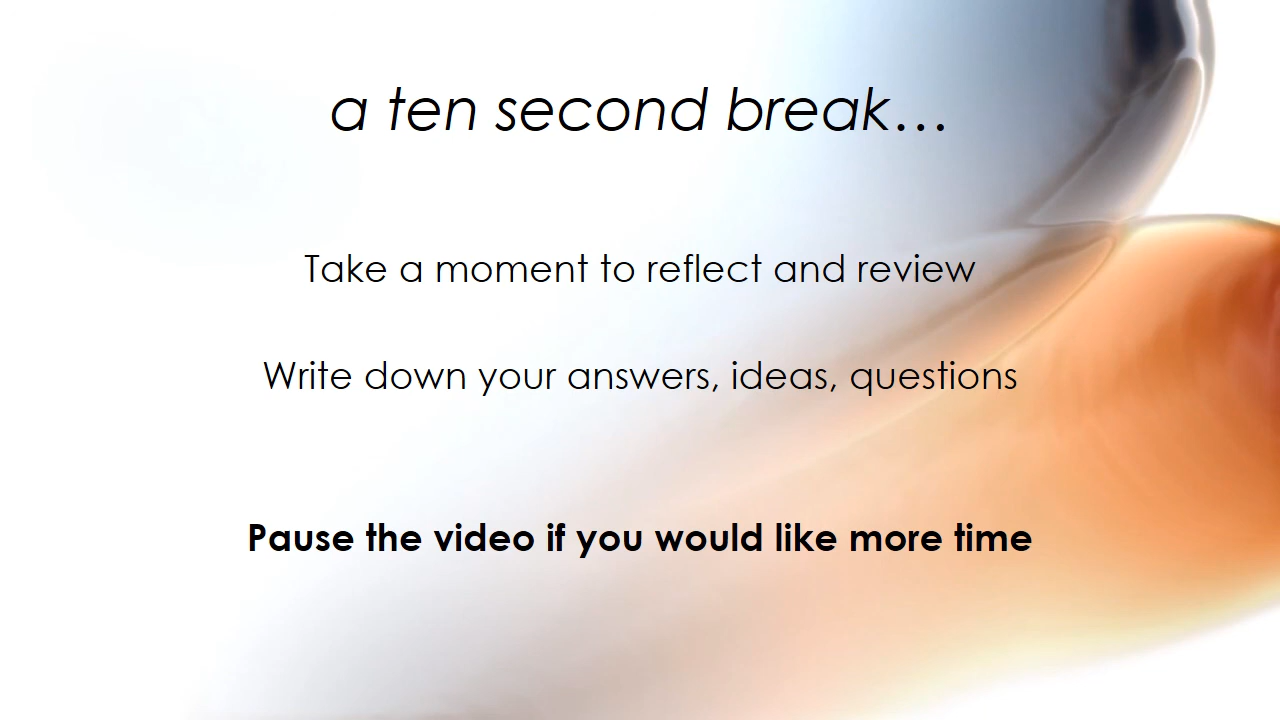 a ten second break…
Take a moment to reflect and review
Write down your answers, ideas, questions
Pause the video if you would like more time